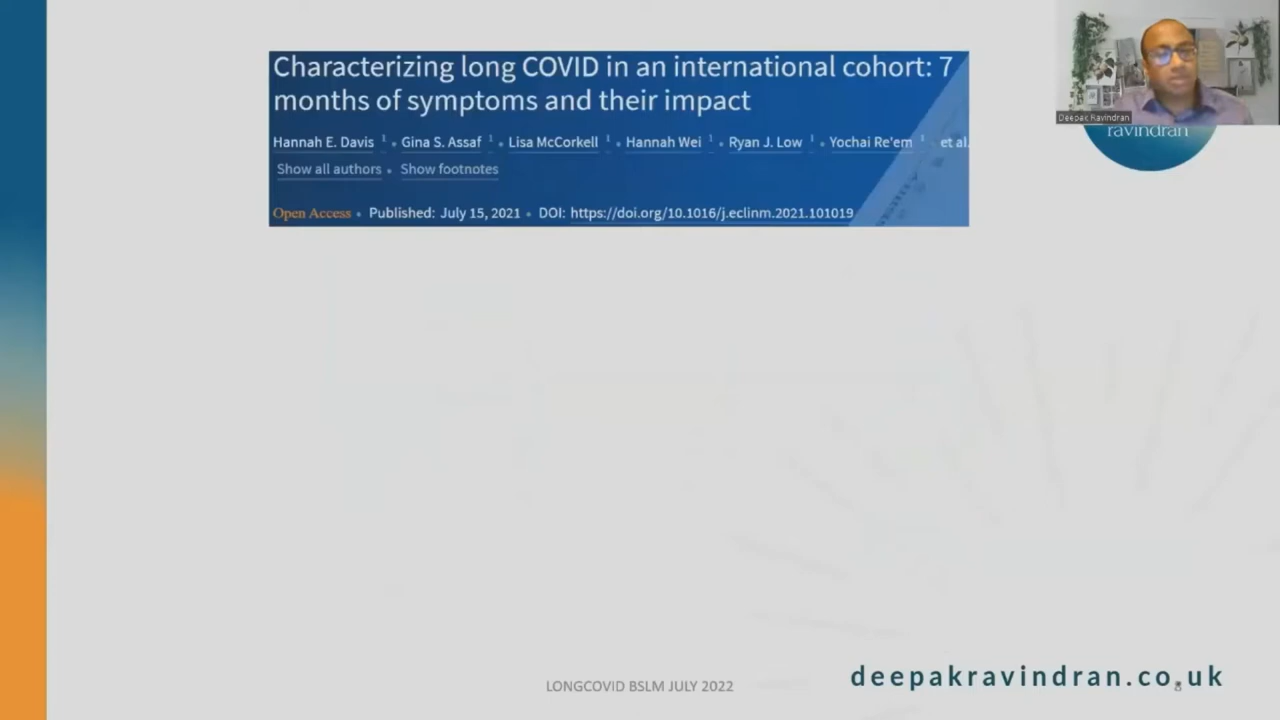 Characterizing long COVID in an international cohort: 7
months of symptoms and their impact
Hannah E. Davis 1 • Gina S. Assaf 1 • Lisa McCorkell 1 • Hannah Wei 1 • Ryan J. Low 1 • Yochai Re'em 1 et al.
Show all authors • Show footnotes
Open Access • Published: July 15, 2021 • DOI: https://doi.org/10.1016/j.eclinm.2021.101019
Deepak Ravindran
ravindran
LONGCOVID BSLM JULY 2022
deepakravindran.co.uk
8